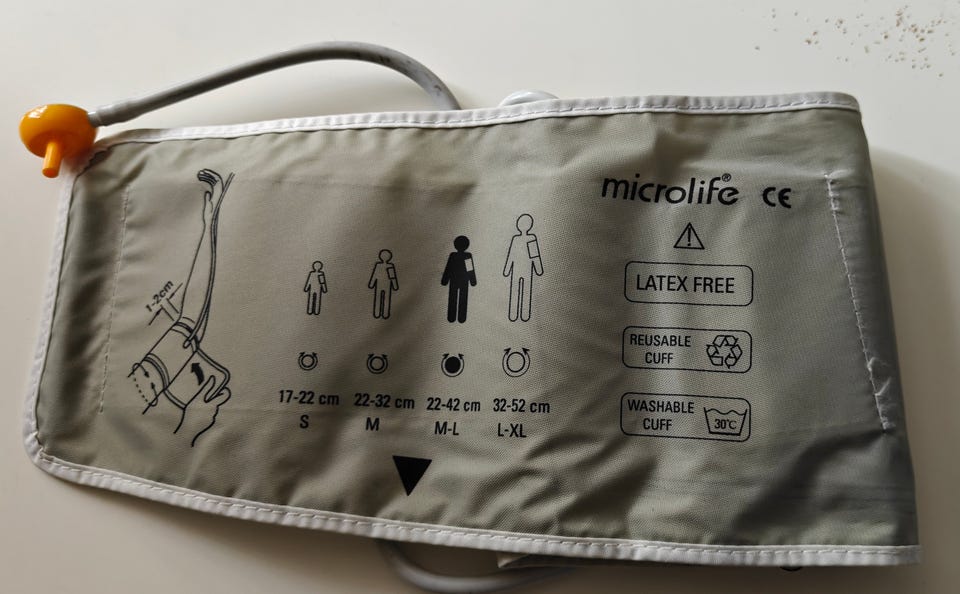 microlife® CE
1-2cm
LATEX FREE
REUSABLE
CUFF
WASHABLE
CUFF
30°C
17-22 cm 22-32 cm 22-42 cm 32-52 cm
S M M-L L-XL